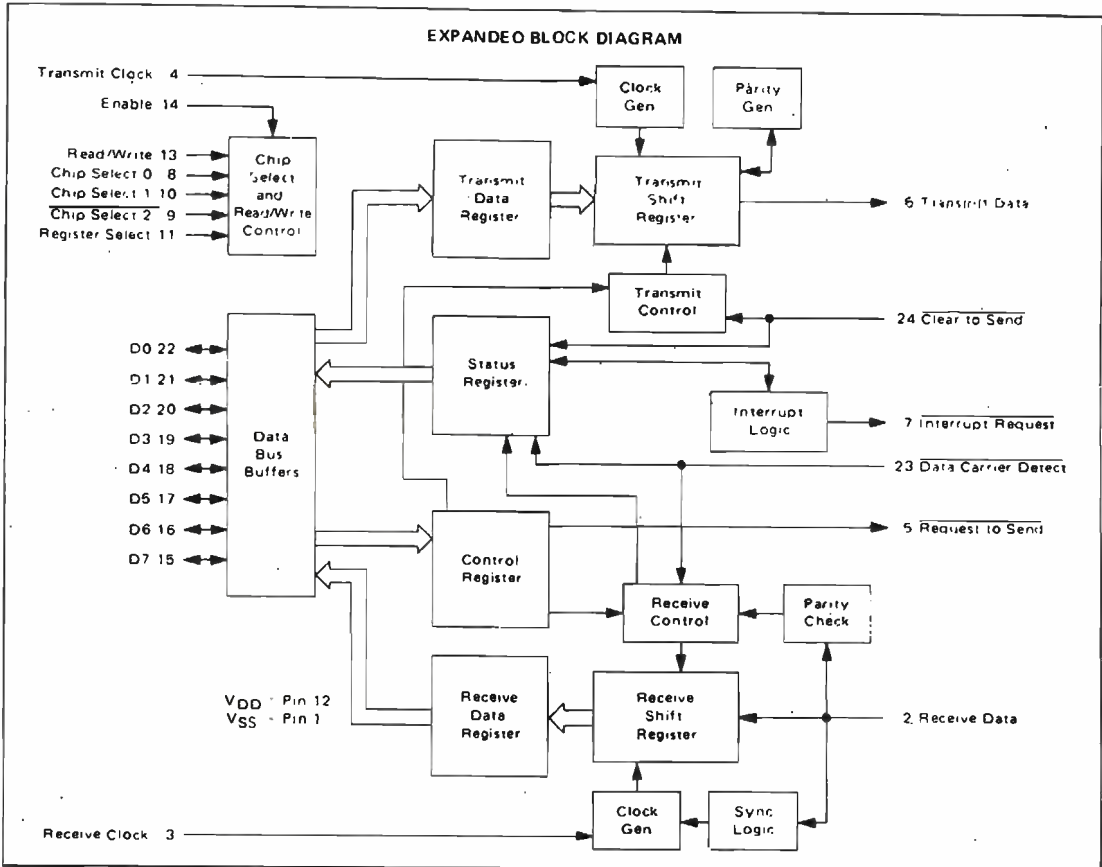 EXPANDEO BLOCK DIAGRAM
Transmit Clock 4
Enable 14
Read/Write 13
Chip Select 0 8
Chip Select 1 10
Chip Select 2 9
Register Select 11
Chip
Select
and
Read/Write
Control
Clock
Gen
Parity
Gen
Transmit
Data
Register
Transmit
Shift
Register
6 Transmit Data
Transmit
Control
24 Clear to Send
Status
Register
Interrupt
Logic
7 Interrupt Request
23 Data Carrier Detect
D0 22
D1 21
D2 20
D3 19
D4 18
D5 17
D6 16
D7 15
Data
Bus
Buffers
Control
Register
5 Request to Send
Receive
Control
Parity
Check
VDD - Pin 12
VSS - Pin 1
Receive
Data
Register
Receive
Shift
Register
2 Receive Data
Receive Clock 3
Clock
Gen
Sync
Logic